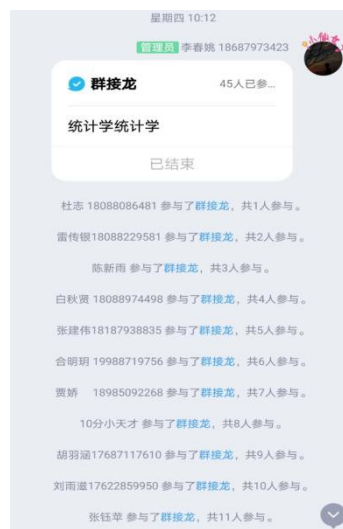 星期四 10:12
管理员 李春姚 18687973423
群接龙 45人已参...
统计学统计学
已结束
杜志 18088086481 参与了群接龙，共1人参与。
雷传银18088229581 参与了群接龙，共2人参与。
陈新雨 参与了群接龙，共3人参与。
白秋贤 18088974498 参与了群接龙，共4人参与。
张建伟18187938835 参与了群接龙，共5人参与。
合明玥 19988719756 参与了群接龙，共6人参与。
贾娇 18985092268 参与了群接龙，共7人参与。
10分小天才 参与了群接龙，共8人参与。
胡羽涵17687117610 参与了群接龙，共9人参与。
刘雨滋17622859950 参与了群接龙，共10人参与。
张钰苹 参与了群接龙，共11人参与。